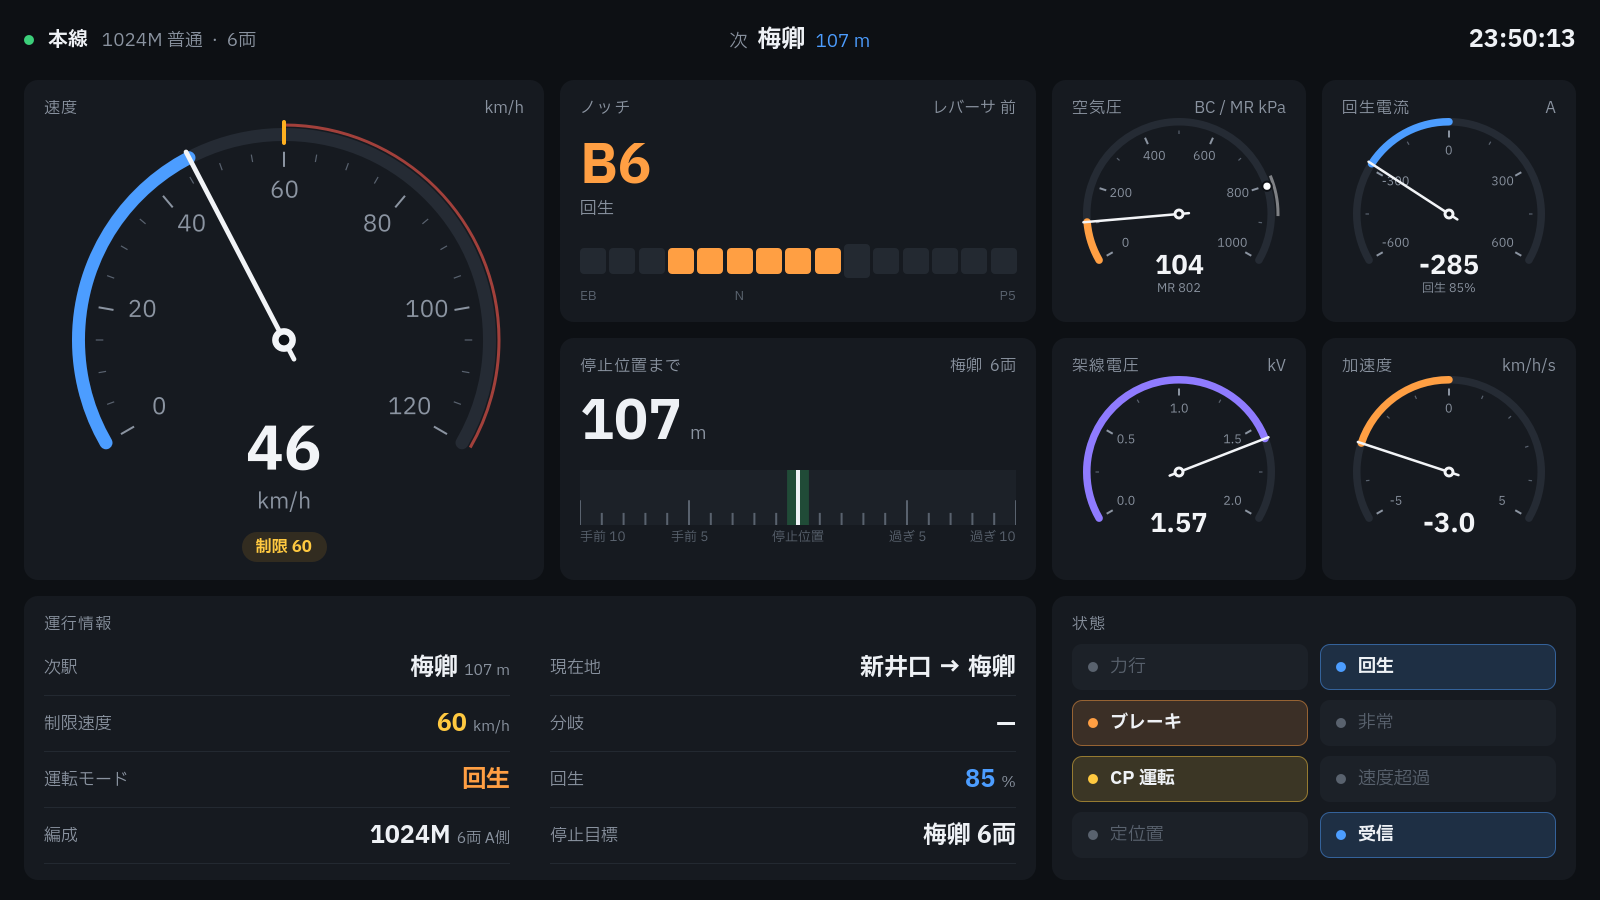 本線 1024M 普通 · 6両
次 梅卿 107 m
23:50:13
速度 km/h
0 20 40 60 80 100 120
46
km/h
制限 60
ノッチ レバーサ 前
B6
回生
EB N P5
空気圧 BC / MR kPa
0 200 400 600 800 1000
104
MR 802
回生電流 A
-600 -300 0 300 600
-285
回生 85%
停止位置まで 梅卿 6両
107 m
手前 10 手前 5 停止位置 過ぎ 5 過ぎ 10
架線電圧 kV
0.0 0.5 1.0 1.5 2.0
1.57
加速度 km/h/s
-5 0 5
-3.0
運行情報
次駅 梅卿 107 m
現在地 新井口 → 梅卿
制限速度 60 km/h
分岐 —
運転モード 回生
回生 85 %
編成 1024M 6両 A側
停止目標 梅卿 6両
状態
力行 回生
ブレーキ 非常
CP 運転 速度超過
定位置 受信